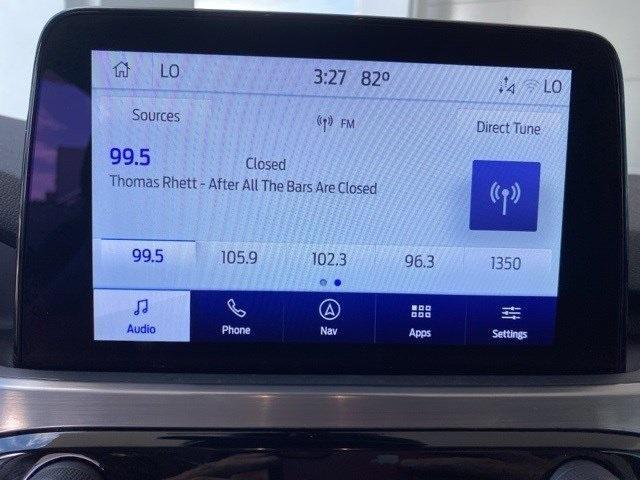 LO 3:27 82º LO
Sources FM Direct Tune
99.5 Closed
Thomas Rhett - After All The Bars Are Closed
99.5 105.9 102.3 96.3 1350
Audio Phone Nav Apps Settings